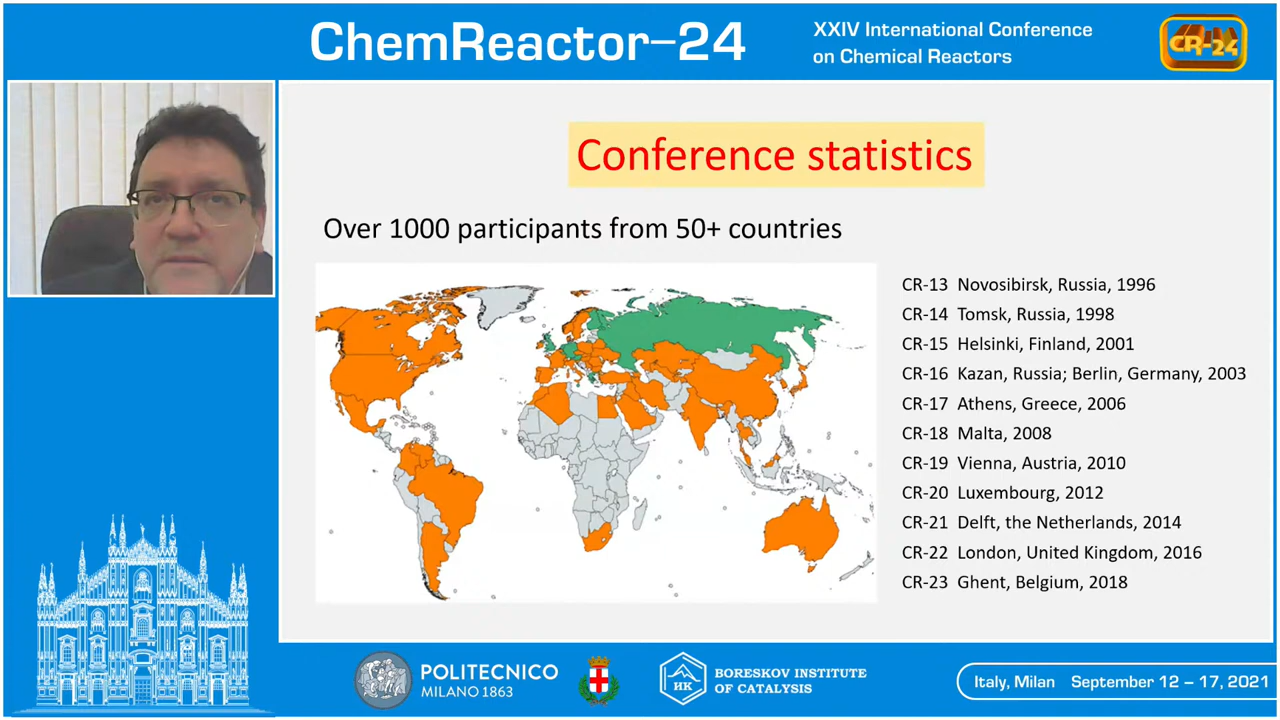 ChemReactor–24
XXIV International Conference
on Chemical Reactors
CR-24
Conference statistics
Over 1000 participants from 50+ countries
CR-13 Novosibirsk, Russia, 1996
CR-14 Tomsk, Russia, 1998
CR-15 Helsinki, Finland, 2001
CR-16 Kazan, Russia; Berlin, Germany, 2003
CR-17 Athens, Greece, 2006
CR-18 Malta, 2008
CR-19 Vienna, Austria, 2010
CR-20 Luxembourg, 2012
CR-21 Delft, the Netherlands, 2014
CR-22 London, United Kingdom, 2016
CR-23 Ghent, Belgium, 2018
POLITECNICO
MILANO 1863
НК
BORESKOV INSTITUTE
OF CATALYSIS
Italy, Milan September 12 – 17, 2021